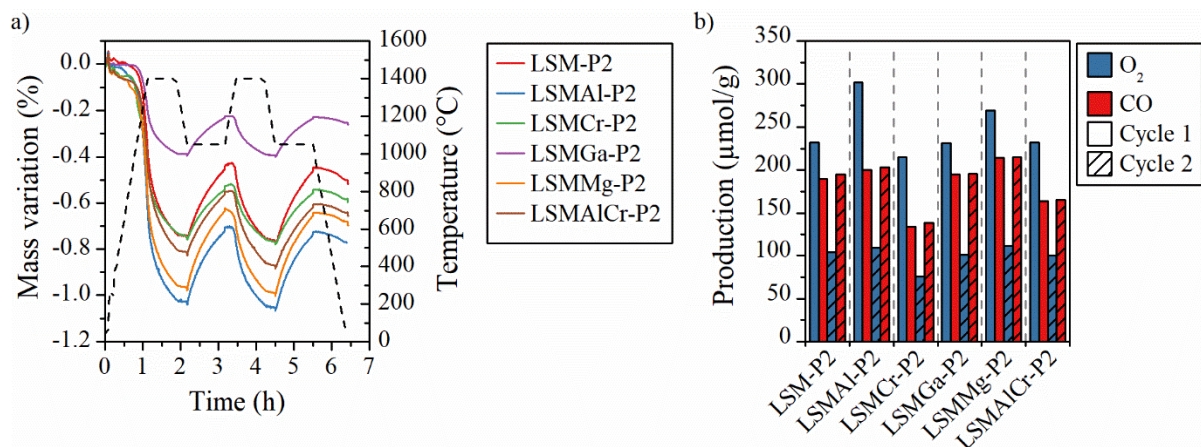 a)
Mass variation (%)
0.0
-0.2
-0.4
-0.6
-0.8
-1.0
-1.2
0 1 2 3 4 5 6 7
Time (h)
1600
1400
1200
1000
800
600
400
200
0
Temperature (°C)
LSM-P2
LSMAl-P2
LSMCr-P2
LSMGa-P2
LSMMg-P2
LSMAlCr-P2
b)
Production (µmol/g)
350
300
250
200
150
100
50
0
LSM-P2
LSMAl-P2
LSMCr-P2
LSMGa-P2
LSMMg-P2
LSMAlCr-P2
O₂
CO
Cycle 1
Cycle 2